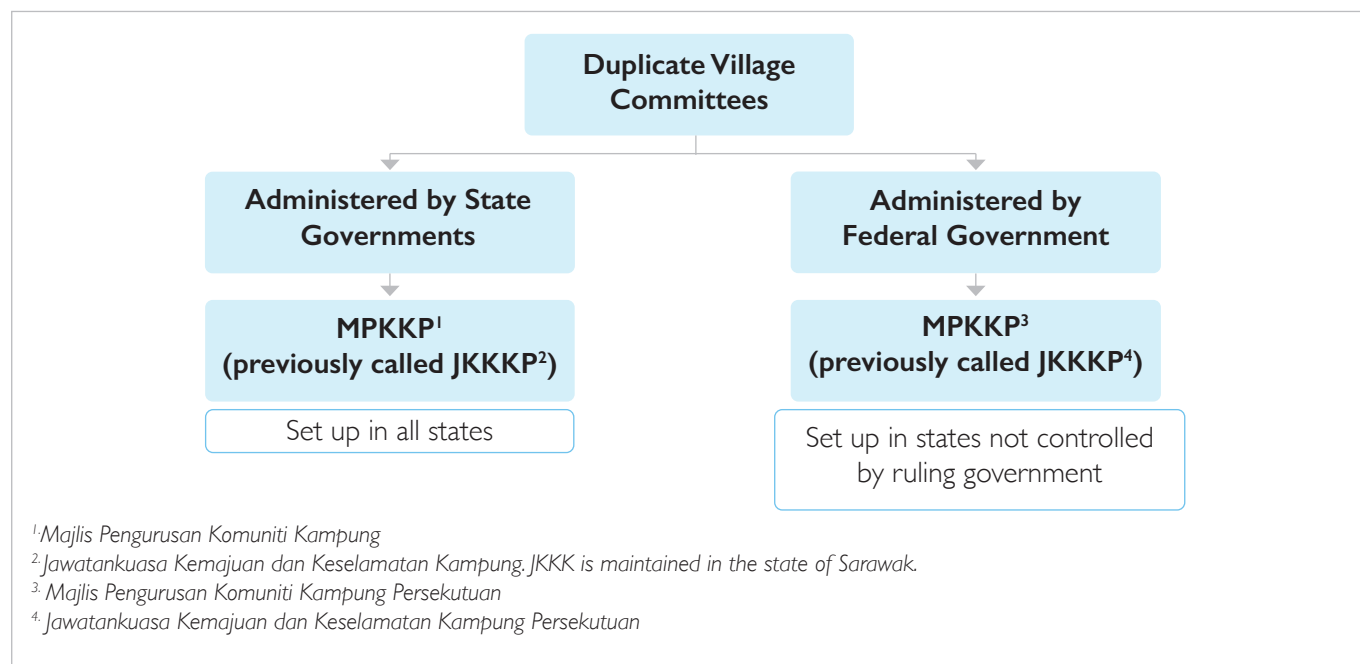 Duplicate Village
Committees
Administered by State
Governments
Administered by
Federal Government
MPKKP¹
(previously called JKKKP²)
MPKKP³
(previously called JKKKP⁴)
Set up in all states
Set up in states not controlled
by ruling government
¹·Majlis Pengurusan Komuniti Kampung
²·Jawatankuasa Kemajuan dan Keselamatan Kampung. JKKK is maintained in the state of Sarawak.
³· Majlis Pengurusan Komuniti Kampung Persekutuan
⁴· Jawatankuasa Kemajuan dan Keselamatan Kampung Persekutuan